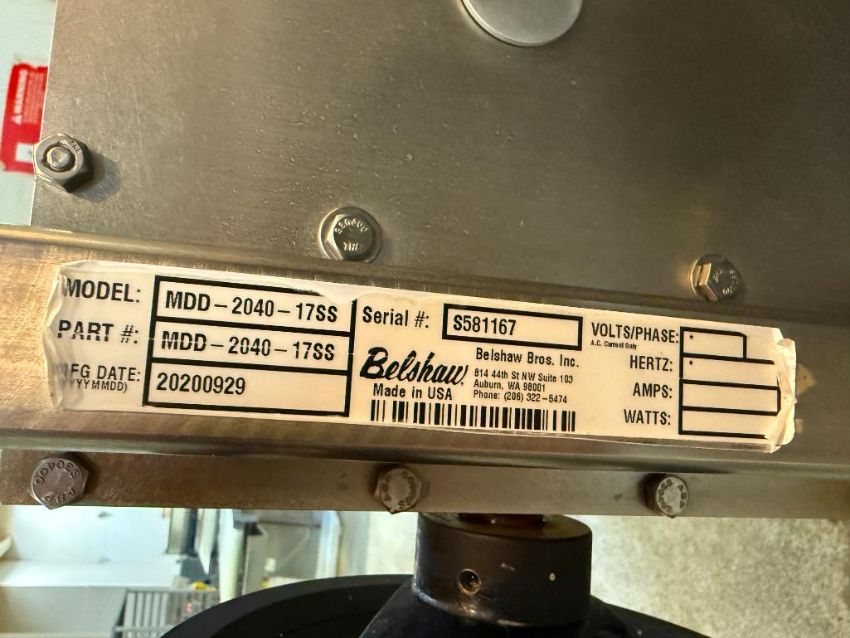 WARNING
MODEL: MDD-2040-17SS
PART #: MDD-2040-17SS
MFG DATE: 20200929
(YYYYMMDD)
Serial #: S581167
Belshaw
Made in USA
Belshaw Bros. Inc.
814 44th St NW Suite 103
Auburn, WA 98001
Phone: (206) 322-5474
VOLTS/PHASE:
A.C. Current Only
HERTZ:
AMPS:
WATTS: